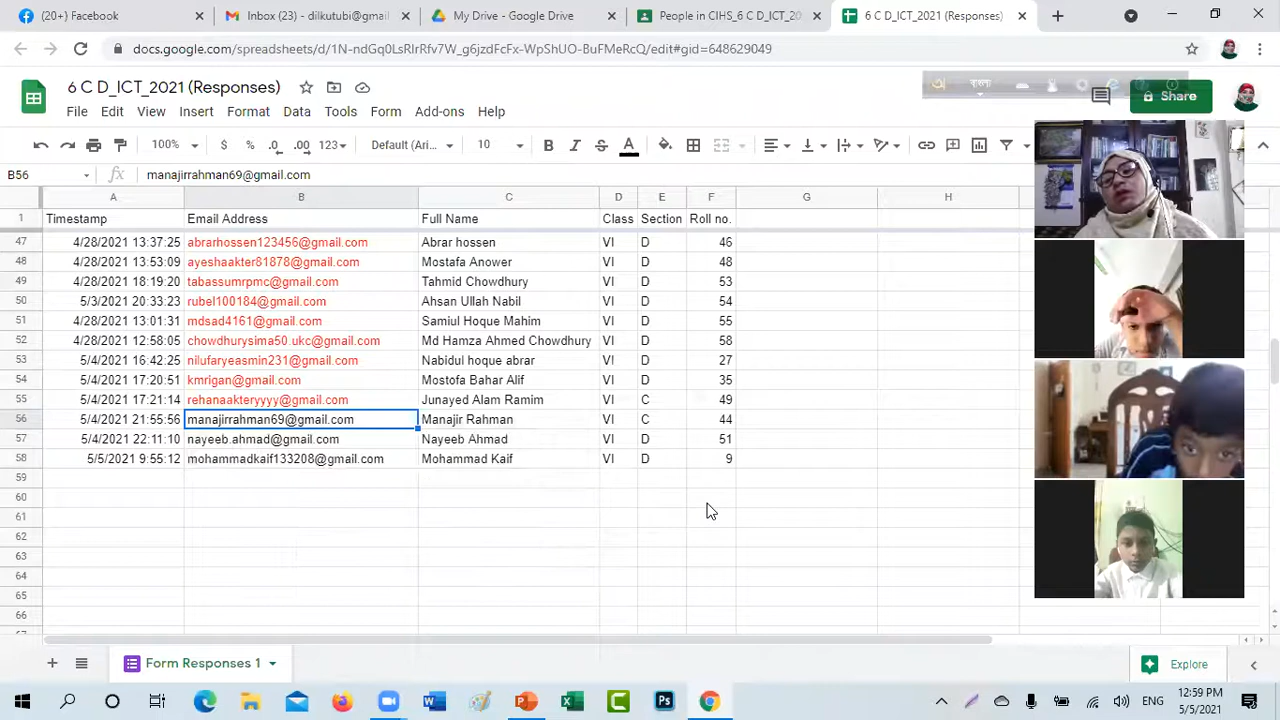 (20+) Facebook
Inbox (23) - dilkutubi@gmail.com
My Drive - Google Drive
People in CIHS_6 C D_ICT_20
6 C D_ICT_2021 (Responses)
docs.google.com/spreadsheets/d/1N-ndGq0LsRlrRfv7W_g6jzdFcFx-WpShUO-BuFMeRcQ/edit#gid=648629049
6 C D_ICT_2021 (Responses)
বাংলা
Share
File Edit View Insert Format Data Tools Form Add-ons Help
100% $ % .0 .00 123 Default (Ari... 10 B I S A
B56 fx manajirrahman69@gmail.com
A B C D E F G H
1 Timestamp Email Address Full Name Class Section Roll no.
47 4/28/2021 13:37:25 abrarhossen123456@gmail.com Abrar hossen VI D 46
48 4/28/2021 13:53:09 ayeshaakter81878@gmail.com Mostafa Anower VI D 48
49 4/28/2021 18:19:20 tabassumrpmc@gmail.com Tahmid Chowdhury VI D 53
50 5/3/2021 20:33:23 rubel100184@gmail.com Ahsan Ullah Nabil VI D 54
51 4/28/2021 13:01:31 mdsad4161@gmail.com Samiul Hoque Mahim VI D 55
52 4/28/2021 12:58:05 chowdhurysima50.ukc@gmail.com Md Hamza Ahmed Chowdhury VI D 58
53 5/4/2021 16:42:25 nilufaryeasmin231@gmail.com Nabidul hoque abrar VI D 27
54 5/4/2021 17:20:51 kmrigan@gmail.com Mostofa Bahar Alif VI D 35
55 5/4/2021 17:21:14 rehanaakteryyyy@gmail.com Junayed Alam Ramim VI C 49
56 5/4/2021 21:55:56 manajirrahman69@gmail.com Manajir Rahman VI C 44
57 5/4/2021 22:11:10 nayeeb.ahmad@gmail.com Nayeeb Ahmad VI D 51
58 5/5/2021 9:55:12 mohammadkaif133208@gmail.com Mohammad Kaif VI D 9
59
60
61
62
63
64
65
66
Form Responses 1
Explore
ENG
12:59 PM
5/5/2021